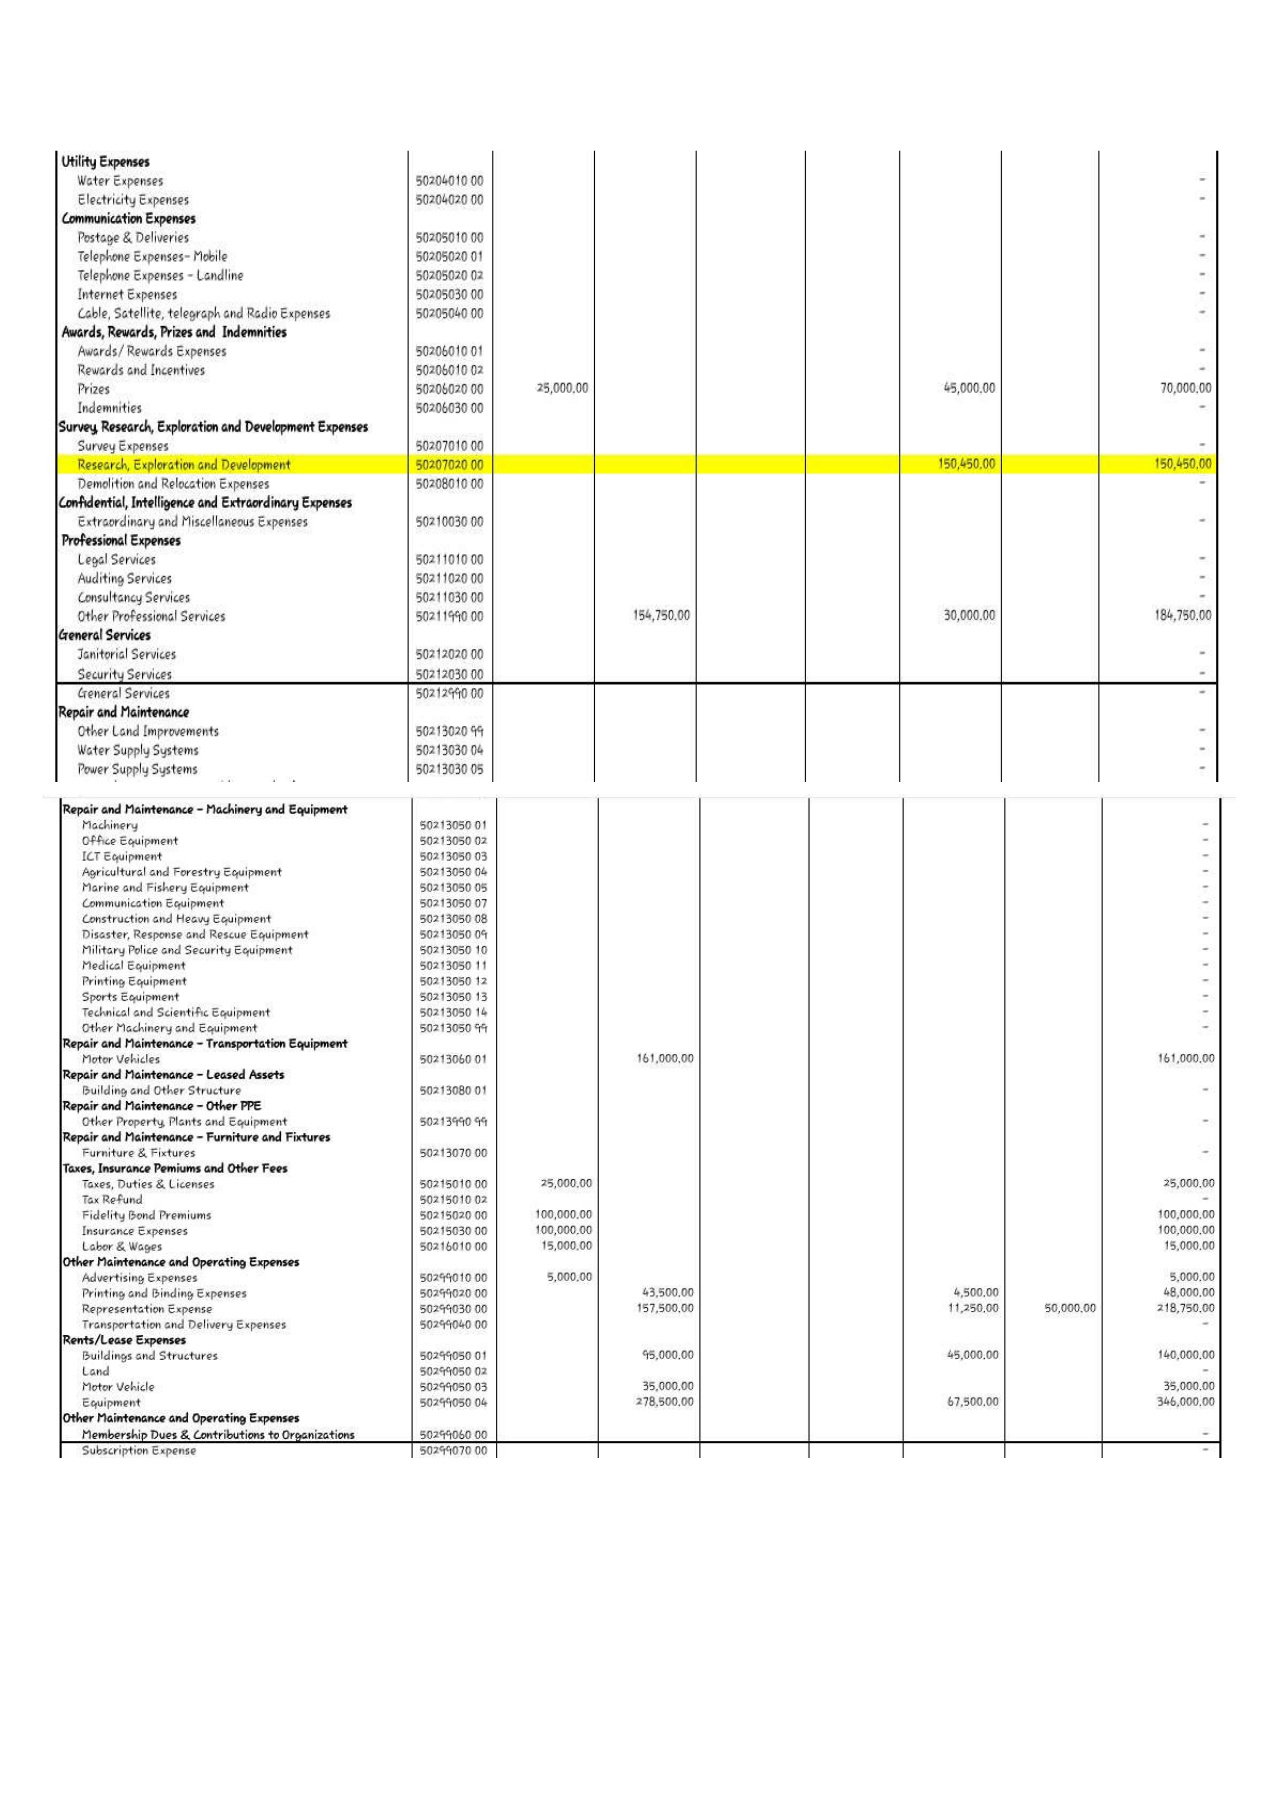 Utility Expenses
Water Expenses 50204010 00 -
Electricity Expenses 50204020 00 -
Communication Expenses
Postage & Deliveries 50205010 00 -
Telephone Expenses- Mobile 50205020 01 -
Telephone Expenses - Landline 50205020 02 -
Internet Expenses 50205030 00 -
Cable, Satellite, telegraph and Radio Expenses 50205040 00 -
Awards, Rewards, Prizes and Indemnities
Awards/ Rewards Expenses 50206010 01 -
Rewards and Incentives 50206010 02 -
Prizes 50206020 00 25,000.00 45,000.00 70,000.00
Indemnities 50206030 00 -
Survey, Research, Exploration and Development Expenses
Survey Expenses 50207010 00 -
Research, Exploration and Development 50207020 00 150,450.00 150,450.00
Demolition and Relocation Expenses 50208010 00 -
Confidential, Intelligence and Extraordinary Expenses
Extraordinary and Miscellaneous Expenses 50210030 00 -
Professional Expenses
Legal Services 50211010 00 -
Auditing Services 50211020 00 -
Consultancy Services 50211030 00 -
Other Professional Services 50211990 00 154,750.00 30,000.00 184,750.00
General Services
Janitorial Services 50212020 00 -
Security Services 50212030 00 -
General Services 50212990 00 -
Repair and Maintenance
Other Land Improvements 50213020 99 -
Water Supply Systems 50213030 04 -
Power Supply Systems 50213030 05 -
Repair and Maintenance - Machinery and Equipment
Machinery 50213050 01 -
Office Equipment 50213050 02 -
ICT Equipment 50213050 03 -
Agricultural and Forestry Equipment 50213050 04 -
Marine and Fishery Equipment 50213050 05 -
Communication Equipment 50213050 07 -
Construction and Heavy Equipment 50213050 08 -
Disaster, Response and Rescue Equipment 50213050 09 -
Military Police and Security Equipment 50213050 10 -
Medical Equipment 50213050 11 -
Printing Equipment 50213050 12 -
Sports Equipment 50213050 13 -
Technical and Scientific Equipment 50213050 14 -
Other Machinery and Equipment 50213050 99 -
Repair and Maintenance - Transportation Equipment
Motor Vehicles 50213060 01 161,000.00 161,000.00
Repair and Maintenance - Leased Assets
Building and Other Structure 50213080 01 -
Repair and Maintenance - Other PPE
Other Property, Plants and Equipment 50213990 99 -
Repair and Maintenance - Furniture and Fixtures
Furniture & Fixtures 50213070 00 -
Taxes, Insurance Pemiums and Other Fees
Taxes, Duties & Licenses 50215010 00 25,000.00 25,000.00
Tax Refund 50215010 02 -
Fidelity Bond Premiums 50215020 00 100,000.00 100,000.00
Insurance Expenses 50215030 00 100,000.00 100,000.00
Labor & Wages 50216010 00 15,000.00 15,000.00
Other Maintenance and Operating Expenses
Advertising Expenses 50299010 00 5,000.00 5,000.00
Printing and Binding Expenses 50299020 00 43,500.00 4,500.00 48,000.00
Representation Expense 50299030 00 157,500.00 11,250.00 50,000.00 218,750.00
Transportation and Delivery Expenses 50299040 00 -
Rents/Lease Expenses
Buildings and Structures 50299050 01 95,000.00 45,000.00 140,000.00
Land 50299050 02 -
Motor Vehicle 50299050 03 35,000.00 35,000.00
Equipment 50299050 04 278,500.00 67,500.00 346,000.00
Other Maintenance and Operating Expenses
Membership Dues & Contributions to Organizations 50299060 00 -
Subscription Expense 50299070 00 -